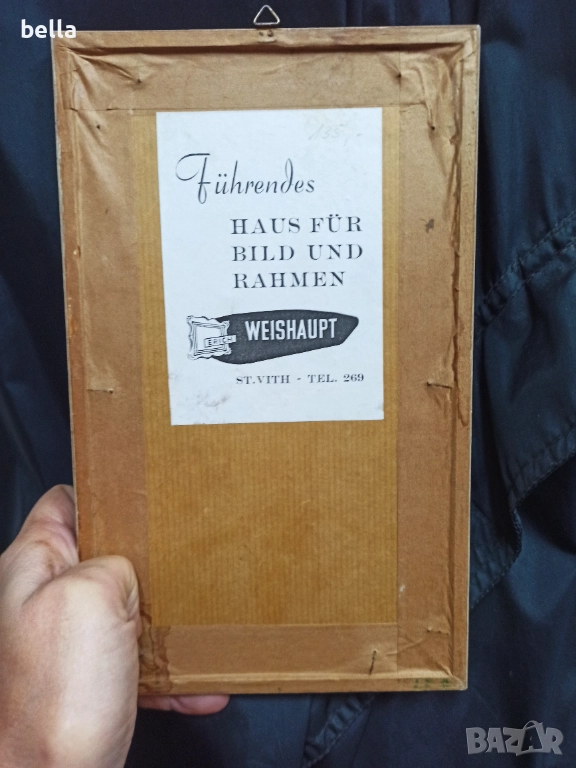 bella
Führendes
HAUS FÜR
BILD UND
RAHMEN
ERICH WEISHAUPT
ST.VITH - TEL. 269
BAZAR